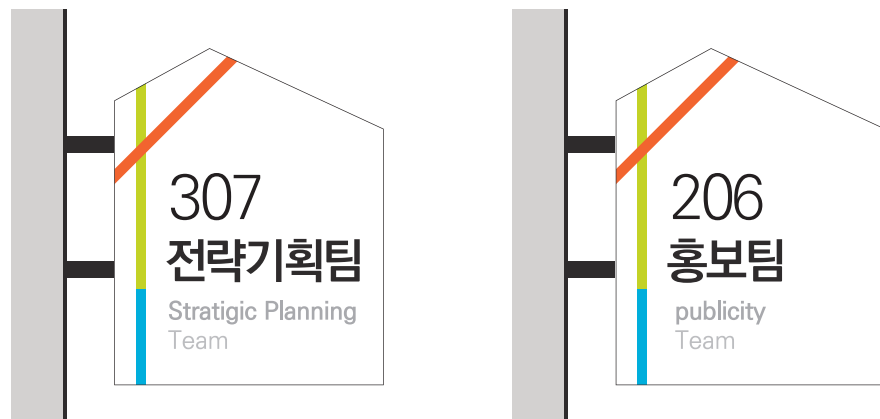 307
전략기획팀
Stratigic Planning
Team
206
홍보팀
publicity
Team